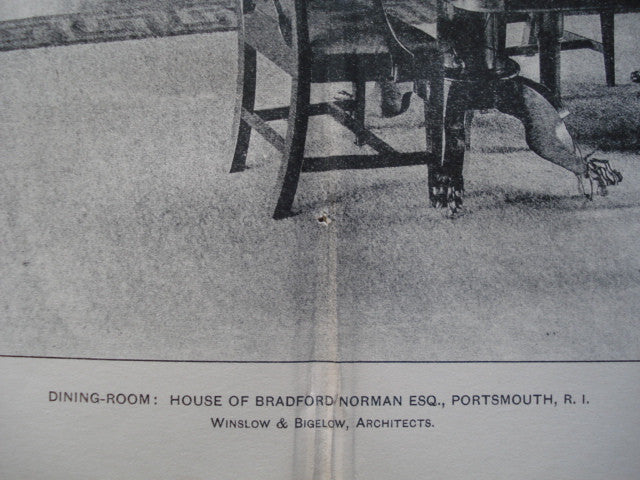 DINING-ROOM: HOUSE OF BRADFORD NORMAN ESQ., PORTSMOUTH, R. I.
WINSLOW & BIGELOW, ARCHITECTS.